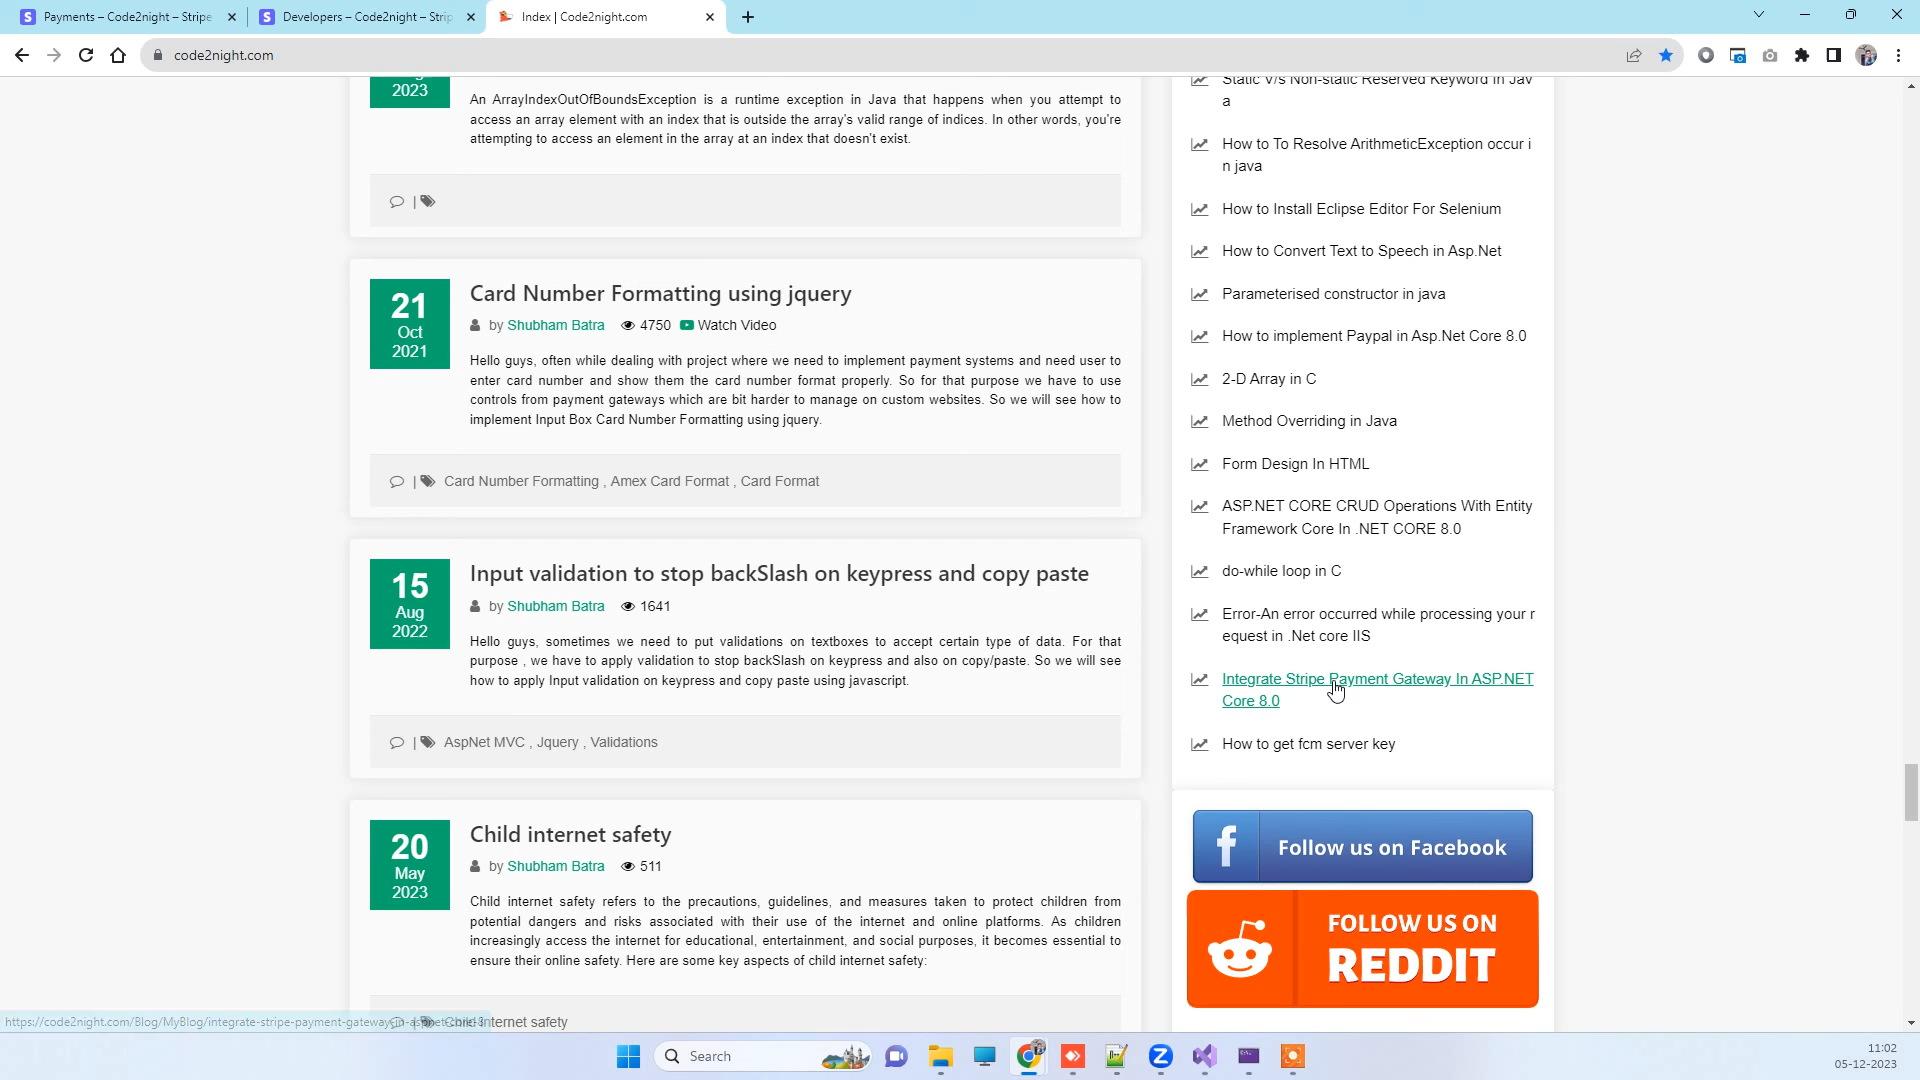 Payments – Code2night – Stripe
Developers – Code2night – Strip
Index | Code2night.com
code2night.com
2023
An ArrayIndexOutOfBoundsException is a runtime exception in Java that happens when you attempt to
access an array element with an index that is outside the array's valid range of indices. In other words, you're
attempting to access an element in the array at an index that doesn't exist.
|
21
Oct
2021
Card Number Formatting using jquery
by Shubham Batra 4750 Watch Video
Hello guys, often while dealing with project where we need to implement payment systems and need user to
enter card number and show them the card number format properly. So for that purpose we have to use
controls from payment gateways which are bit harder to manage on custom websites. So we will see how to
implement Input Box Card Number Formatting using jquery.
| Card Number Formatting , Amex Card Format , Card Format
15
Aug
2022
Input validation to stop backSlash on keypress and copy paste
by Shubham Batra 1641
Hello guys, sometimes we need to put validations on textboxes to accept certain type of data. For that
purpose , we have to apply validation to stop backSlash on keypress and also on copy/paste. So we will see
how to apply Input validation on keypress and copy paste using javascript.
| AspNet MVC , Jquery , Validations
20
May
2023
Child internet safety
by Shubham Batra 511
Child internet safety refers to the precautions, guidelines, and measures taken to protect children from
potential dangers and risks associated with their use of the internet and online platforms. As children
increasingly access the internet for educational, entertainment, and social purposes, it becomes essential to
ensure their online safety. Here are some key aspects of child internet safety:
Child internet safety
Static V/s Non-static Reserved Keyword In Jav
a
How to To Resolve ArithmeticException occur i
n java
How to Install Eclipse Editor For Selenium
How to Convert Text to Speech in Asp.Net
Parameterised constructor in java
How to implement Paypal in Asp.Net Core 8.0
2-D Array in C
Method Overriding in Java
Form Design In HTML
ASP.NET CORE CRUD Operations With Entity
Framework Core In .NET CORE 8.0
do-while loop in C
Error-An error occurred while processing your r
equest in .Net core IIS
Integrate Stripe Payment Gateway In ASP.NET
Core 8.0
How to get fcm server key
f Follow us on Facebook
FOLLOW US ON
REDDIT
https://code2night.com/Blog/MyBlog/integrate-stripe-payment-gateway-in-
Search
11:02
05-12-2023